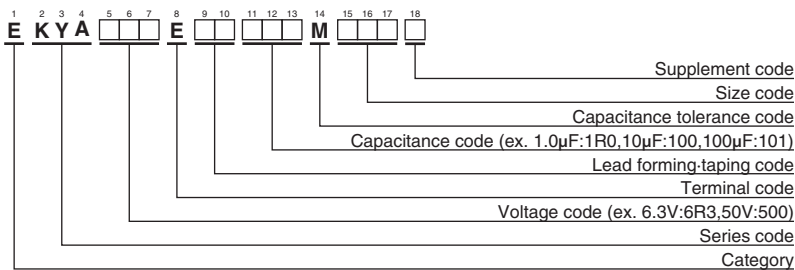 1 2 3 4 5 6 7 8 9 10 11 12 13 14 15 16 17 18
E KYA E M
Supplement code
Size code
Capacitance tolerance code
Capacitance code (ex. 1.0μF:1R0,10μF:100,100μF:101)
Lead forming·taping code
Terminal code
Voltage code (ex. 6.3V:6R3,50V:500)
Series code
Category